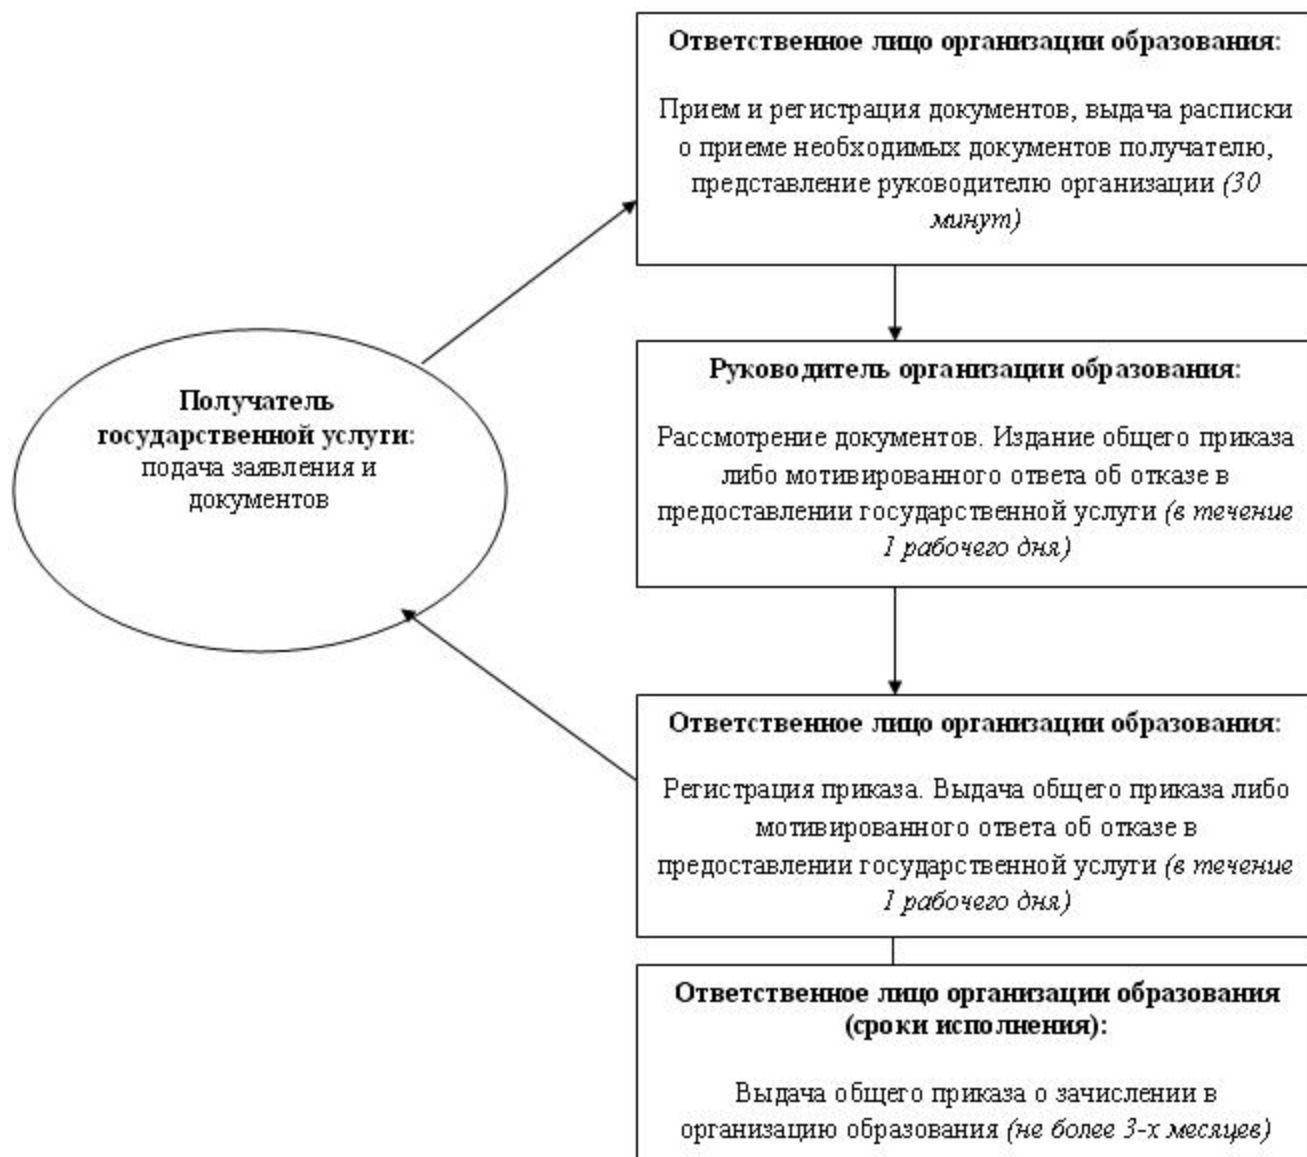 Ответственное лицо организации образования:
Прием и регистрация документов, выдача расписки
о приеме необходимых документов получателю,
представление руководителю организации (30
минут)
Получатель
государственной услуги:
подача заявления и
документов
Руководитель организации образования:
Рассмотрение документов. Издание общего приказа
либо мотивированного ответа об отказе в
предоставлении государственной услуги (в течение
1 рабочего дня)
Ответственное лицо организации образования:
Регистрация приказа. Выдача общего приказа либо
мотивированного ответа об отказе в
предоставлении государственной услуги (в течение
1 рабочего дня)
Ответственное лицо организации образования
(сроки исполнения):
Выдача общего приказа о зачислении в
организацию образования (не более 3-х месяцев)